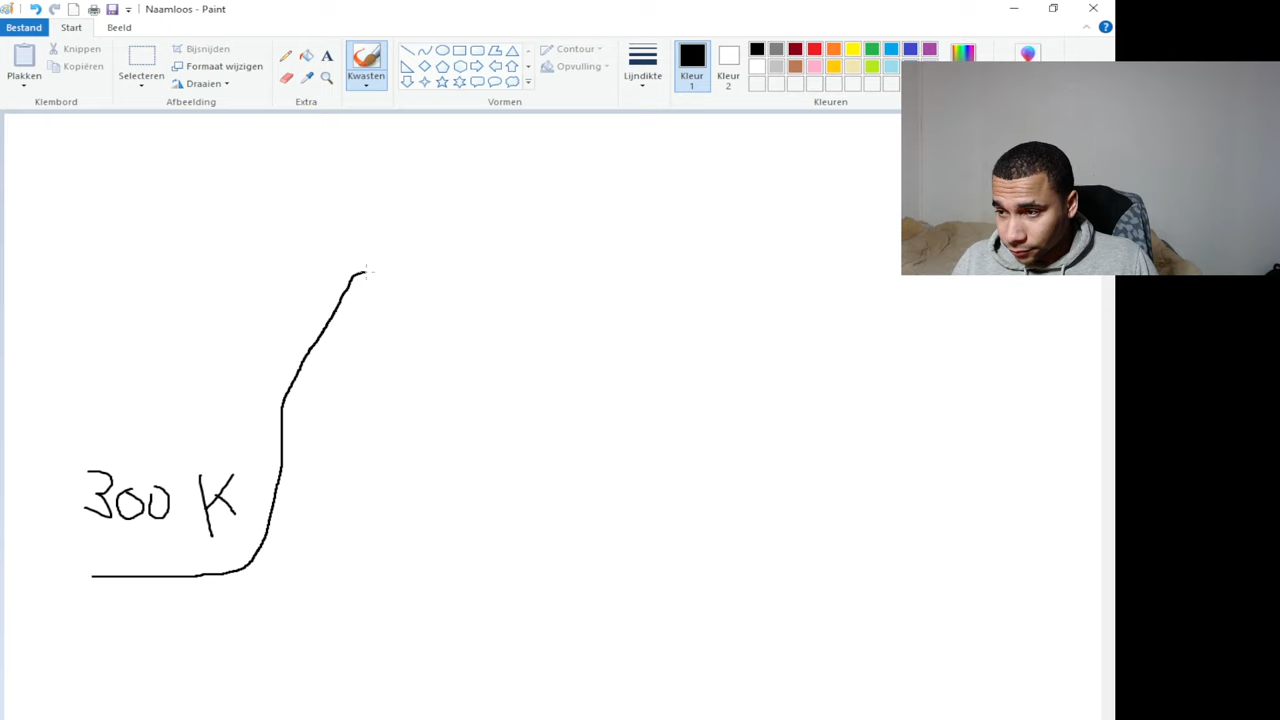 Naamloos - Paint
Bestand Start Beeld
Plakken
Knippen
Kopiëren
Klembord
Selecteren
Bijsnijden
Formaat wijzigen
Draaien
Afbeelding
A
Extra
Kwasten
Contour
Opvulling
Vormen
Lijndikte
Kleur
1
Kleur
2
Kleuren
300 K